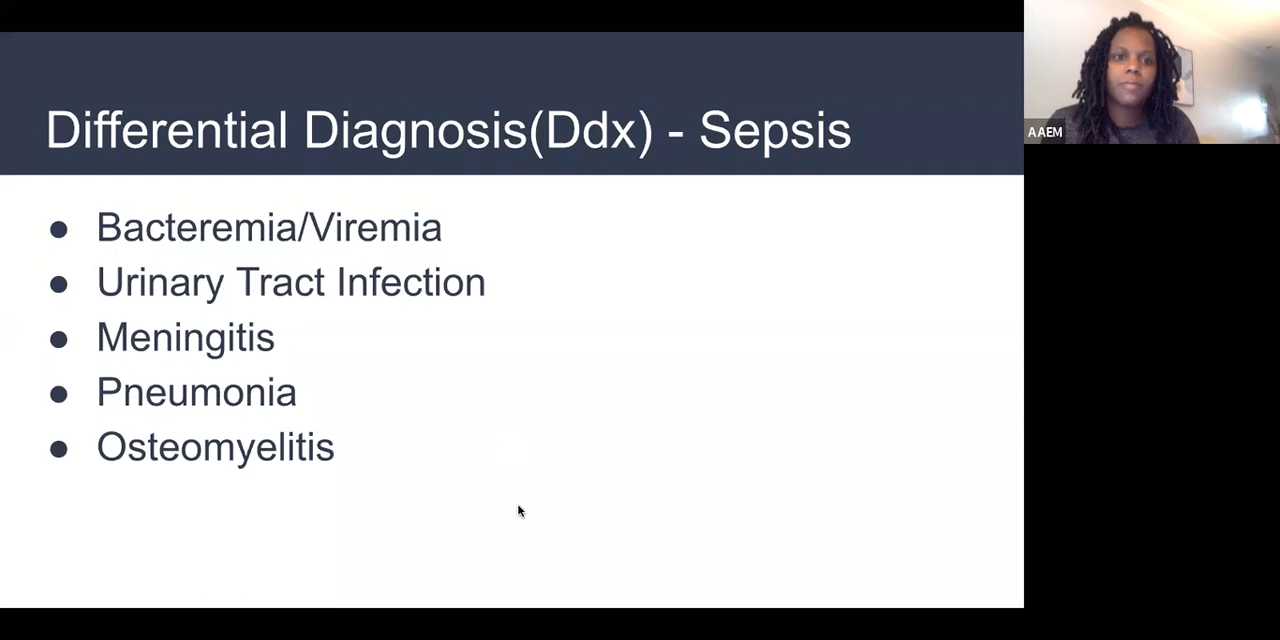 Differential Diagnosis(Ddx) - Sepsis
● Bacteremia/Viremia
● Urinary Tract Infection
● Meningitis
● Pneumonia
● Osteomyelitis
AAEM